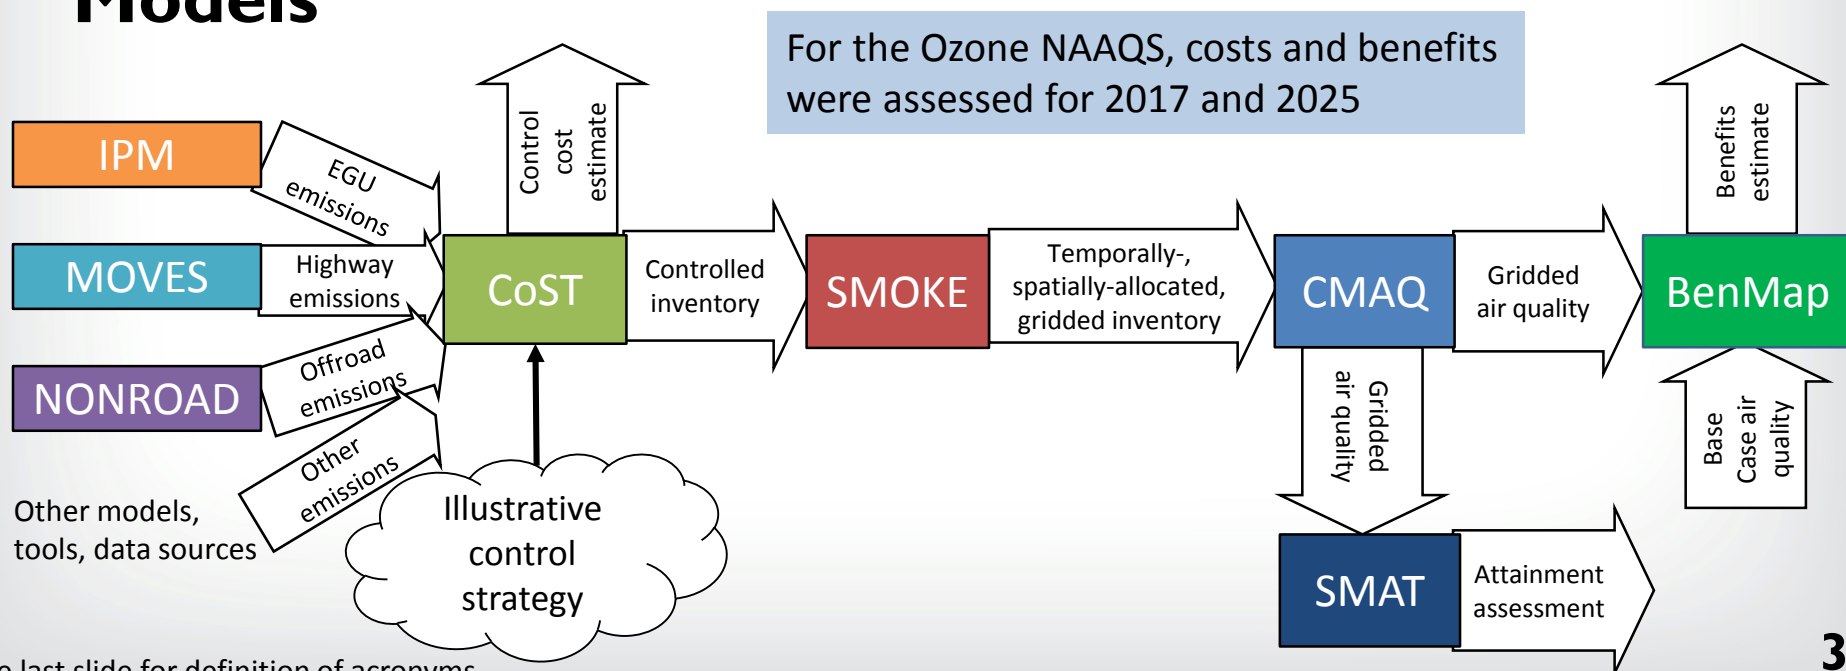 Models
For the Ozone NAAQS, costs and benefits
were assessed for 2017 and 2025
IPM
EGU
emissions
MOVES
Highway
emissions
NONROAD
Offroad
emissions
Other
emissions
Other models,
tools, data sources
Control
cost
estimate
CoST
Illustrative
control
strategy
Controlled
inventory
SMOKE
Temporally-,
spatially-allocated,
gridded inventory
CMAQ
Gridded
air quality
BenMap
Benefits
estimate
Base
Case air
quality
Gridded
air quality
SMAT
Attainment
assessment
last slide for definition of acronyms
3